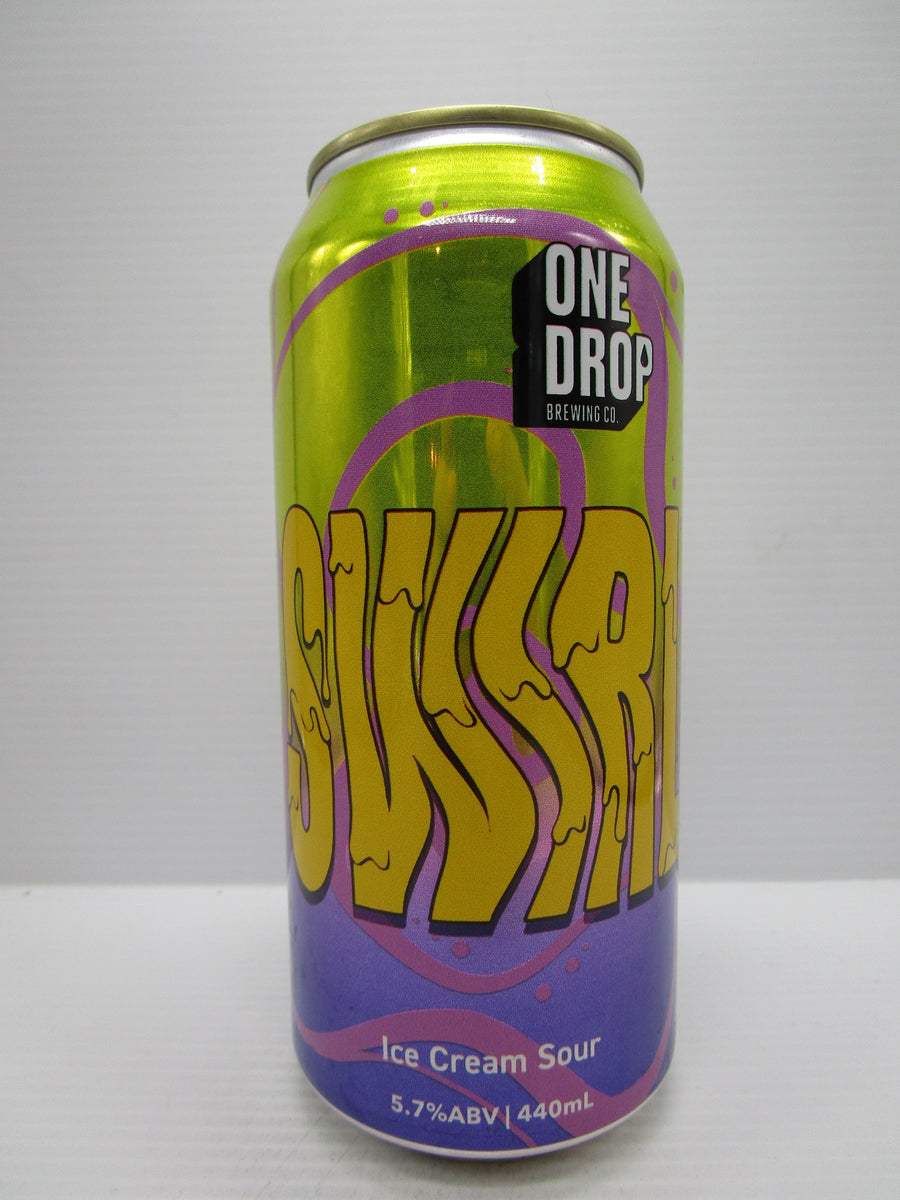 ONE
DROP
BREWING CO.
SWIRL
Ice Cream Sour
5.7%ABV | 440mL